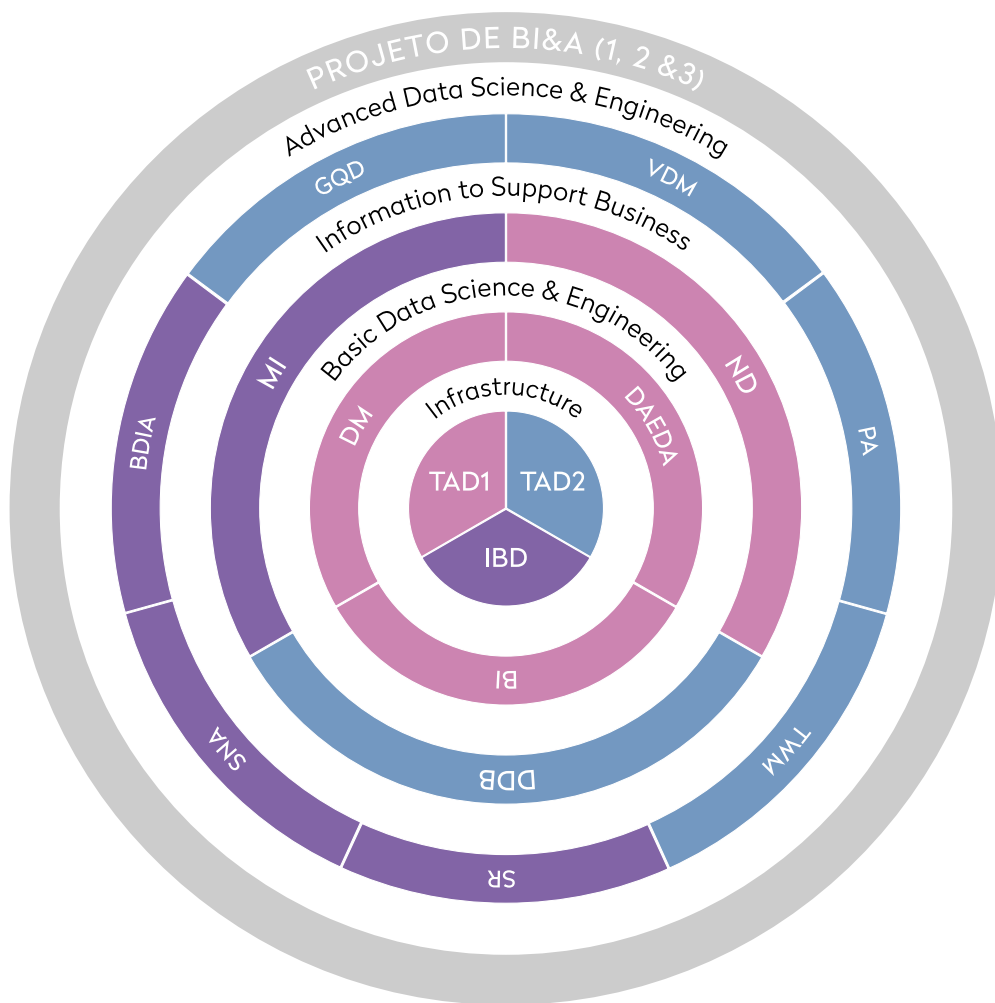 PROJETO DE BI&A (1, 2 &3)
Advanced Data Science & Engineering
GQD
VDM
BDIA
PA
SNA
TWM
SR
Information to Support Business
MI
ND
DDB
Basic Data Science & Engineering
DM
DAEDA
BI
Infrastructure
TAD1
TAD2
IBD